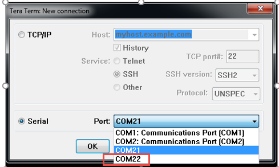 Tera Term: New connection
TCP/IP
Host: myhost.example.com
History
Service: Telnet
TCP port#: 22
SSH
SSH version: SSH2
Other
Protocol: UNSPEC
Serial
Port: COM21
COM1: Communications Port (COM1)
COM2: Communications Port (COM2)
COM21
COM22
OK